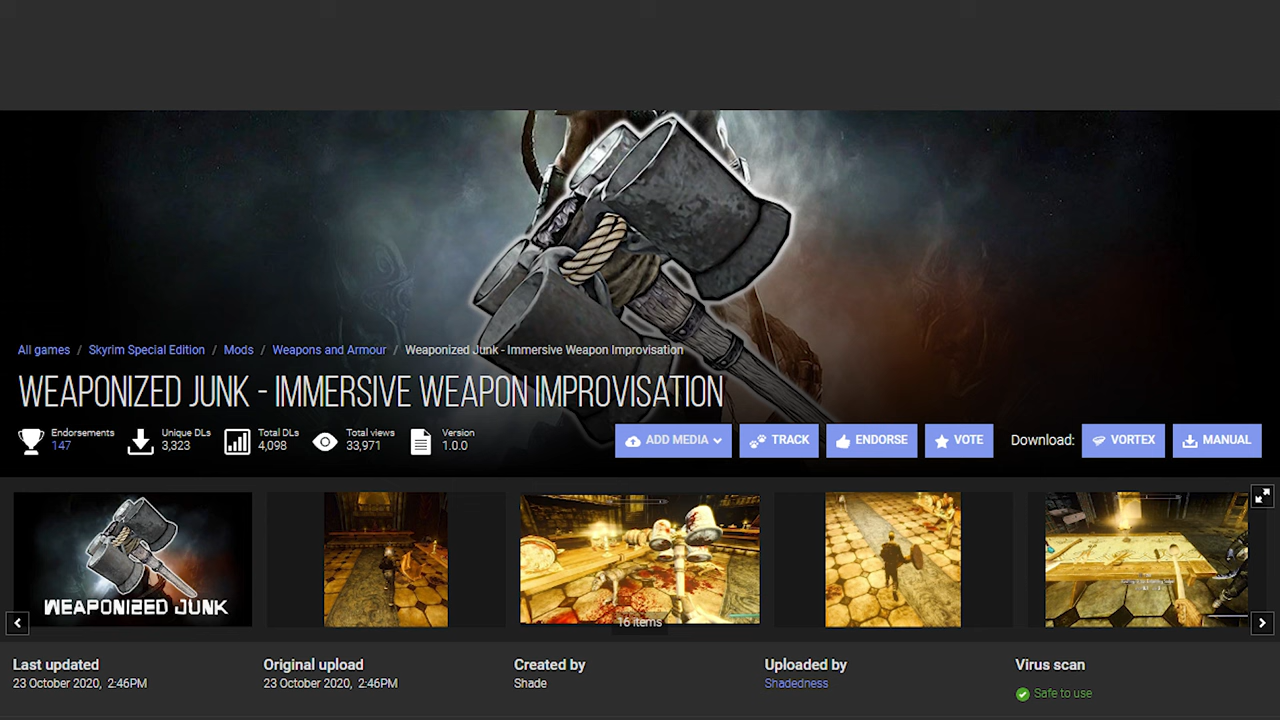 All games / Skyrim Special Edition / Mods / Weapons and Armour / Weaponized Junk - Immersive Weapon Improvisation
WEAPONIZED JUNK - IMMERSIVE WEAPON IMPROVISATION
Endorsements
147
Unique DLs
3,323
Total DLs
4,098
Total views
33,971
Version
1.0.0
ADD MEDIA
TRACK
ENDORSE
VOTE
Download:
VORTEX
MANUAL
WEAPONIZED JUNK
16 items
Last updated
23 October 2020, 2:46PM
Original upload
23 October 2020, 2:46PM
Created by
Shade
Uploaded by
Shadedness
Virus scan
Safe to use